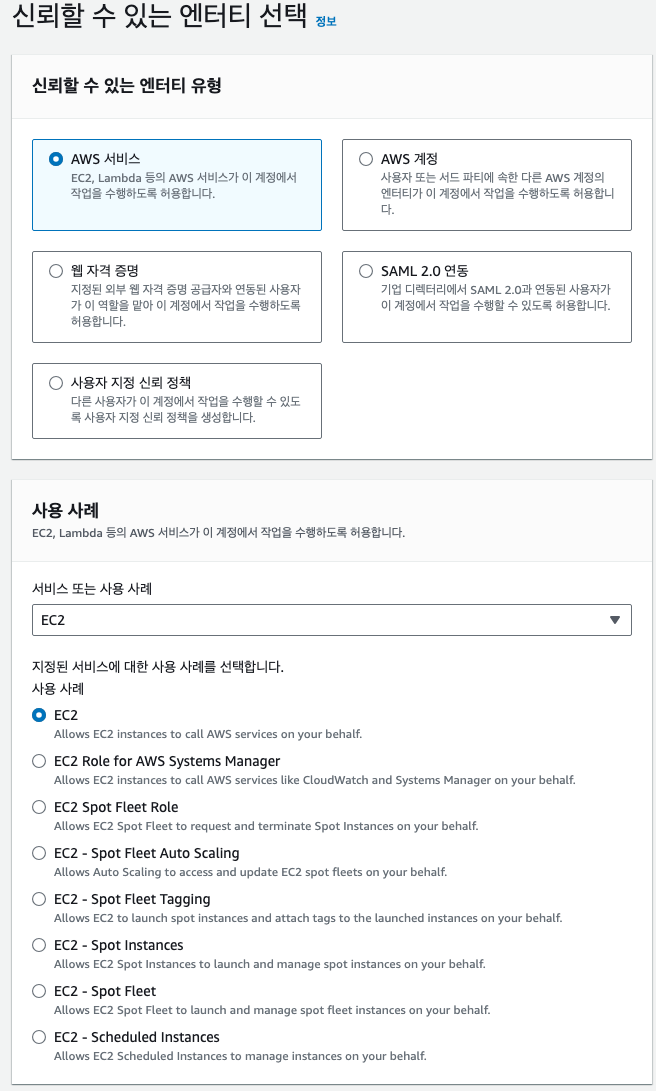 신뢰할 수 있는 엔터티 선택 정보
신뢰할 수 있는 엔터티 유형
AWS 서비스
EC2, Lambda 등의 AWS 서비스가 이 계정에서
작업을 수행하도록 허용합니다.
AWS 계정
사용자 또는 서드 파티에 속한 다른 AWS 계정의
엔터티가 이 계정에서 작업을 수행하도록 허용합니
다.
웹 자격 증명
지정된 외부 웹 자격 증명 공급자와 연동된 사용자
가 이 역할을 맡아 이 계정에서 작업을 수행하도록
허용합니다.
SAML 2.0 연동
기업 디렉터리에서 SAML 2.0과 연동된 사용자가
이 계정에서 작업을 수행할 수 있도록 허용합니다.
사용자 지정 신뢰 정책
다른 사용자가 이 계정에서 작업을 수행할 수 있도
록 사용자 지정 신뢰 정책을 생성합니다.
사용 사례
EC2, Lambda 등의 AWS 서비스가 이 계정에서 작업을 수행하도록 허용합니다.
서비스 또는 사용 사례
EC2
지정된 서비스에 대한 사용 사례를 선택합니다.
사용 사례
EC2
Allows EC2 instances to call AWS services on your behalf.
EC2 Role for AWS Systems Manager
Allows EC2 instances to call AWS services like CloudWatch and Systems Manager on your behalf.
EC2 Spot Fleet Role
Allows EC2 Spot Fleet to request and terminate Spot Instances on your behalf.
EC2 - Spot Fleet Auto Scaling
Allows Auto Scaling to access and update EC2 spot fleets on your behalf.
EC2 - Spot Fleet Tagging
Allows EC2 to launch spot instances and attach tags to the launched instances on your behalf.
EC2 - Spot Instances
Allows EC2 Spot Instances to launch and manage spot instances on your behalf.
EC2 - Spot Fleet
Allows EC2 Spot Fleet to launch and manage spot fleet instances on your behalf.
EC2 - Scheduled Instances
Allows EC2 Scheduled Instances to manage instances on your behalf.